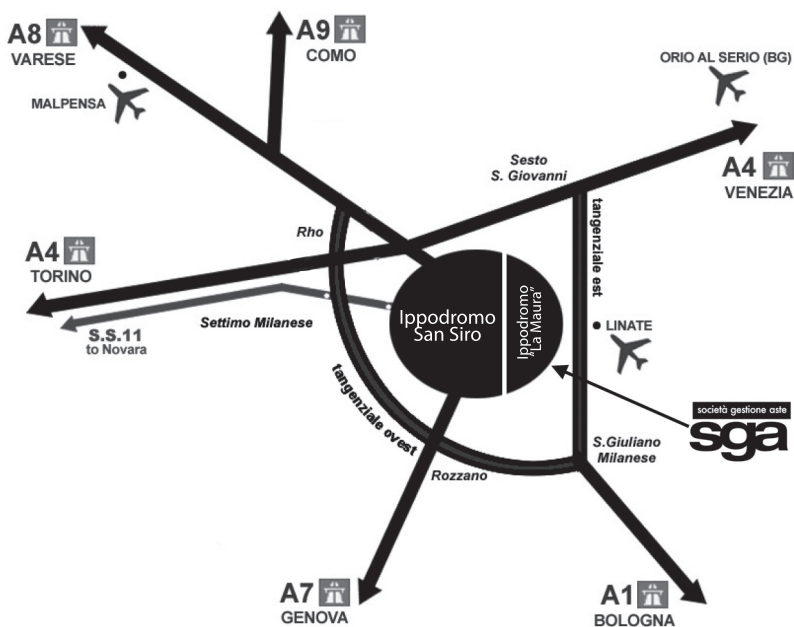 A8
VARESE
A9
COMO
MALPENSA
ORIO AL SERIO (BG)
Sesto
S. Giovanni
A4
VENEZIA
Rho
tangenziale est
A4
TORINO
Settimo Milanese
S.S.11
to Novara
Ippodromo
San Siro
Ippodromo
"La Maura"
LINATE
tangenziale ovest
società gestione aste
sga
S.Giuliano
Milanese
Rozzano
A7
GENOVA
A1
BOLOGNA